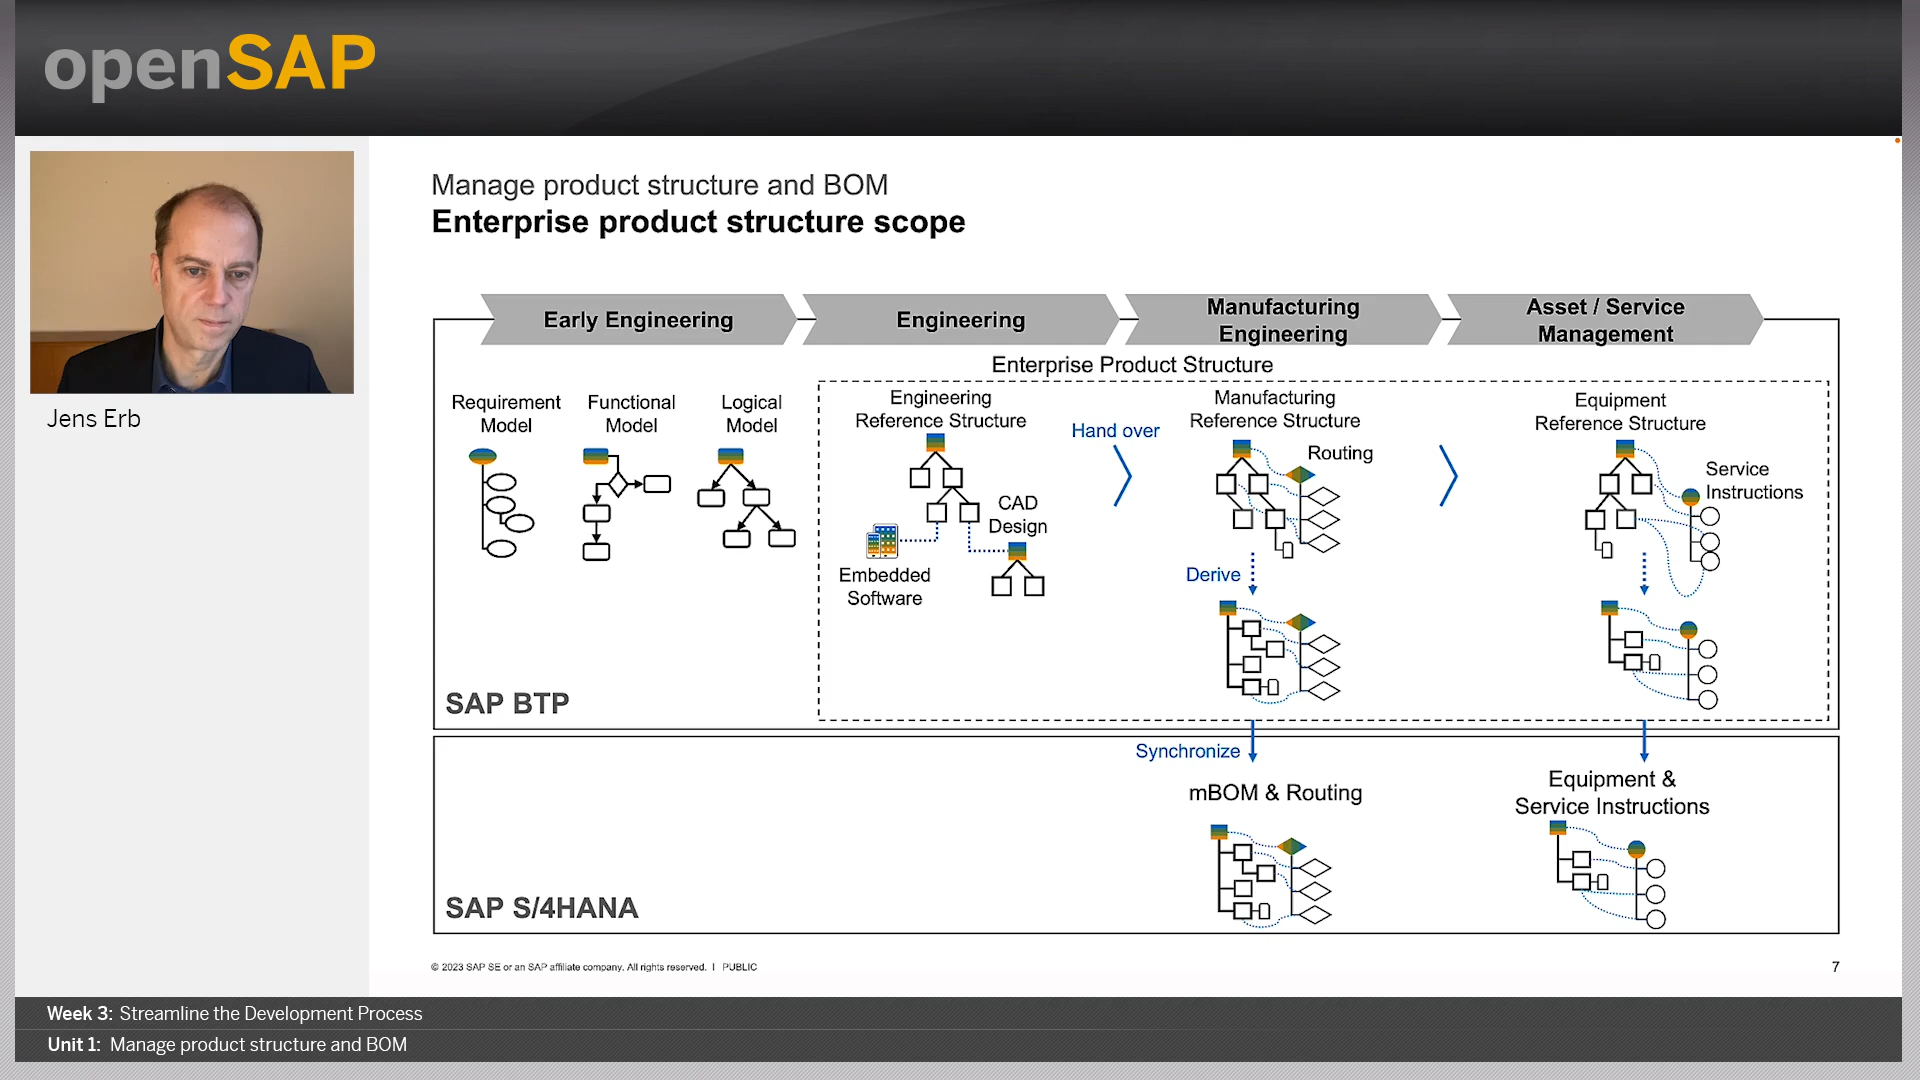 openSAP
Jens Erb
Manage product structure and BOM
Enterprise product structure scope
Early Engineering
Engineering
Manufacturing
Engineering
Asset / Service
Management
Enterprise Product Structure
Requirement
Model
Functional
Model
Logical
Model
Engineering
Reference Structure
CAD
Design
Embedded
Software
Hand over
Manufacturing
Reference Structure
Routing
Derive
Equipment
Reference Structure
Service
Instructions
SAP BTP
Synchronize
mBOM & Routing
Equipment &
Service Instructions
SAP S/4HANA
© 2023 SAP SE or an SAP affiliate company. All rights reserved. I PUBLIC
7
Week 3: Streamline the Development Process
Unit 1: Manage product structure and BOM